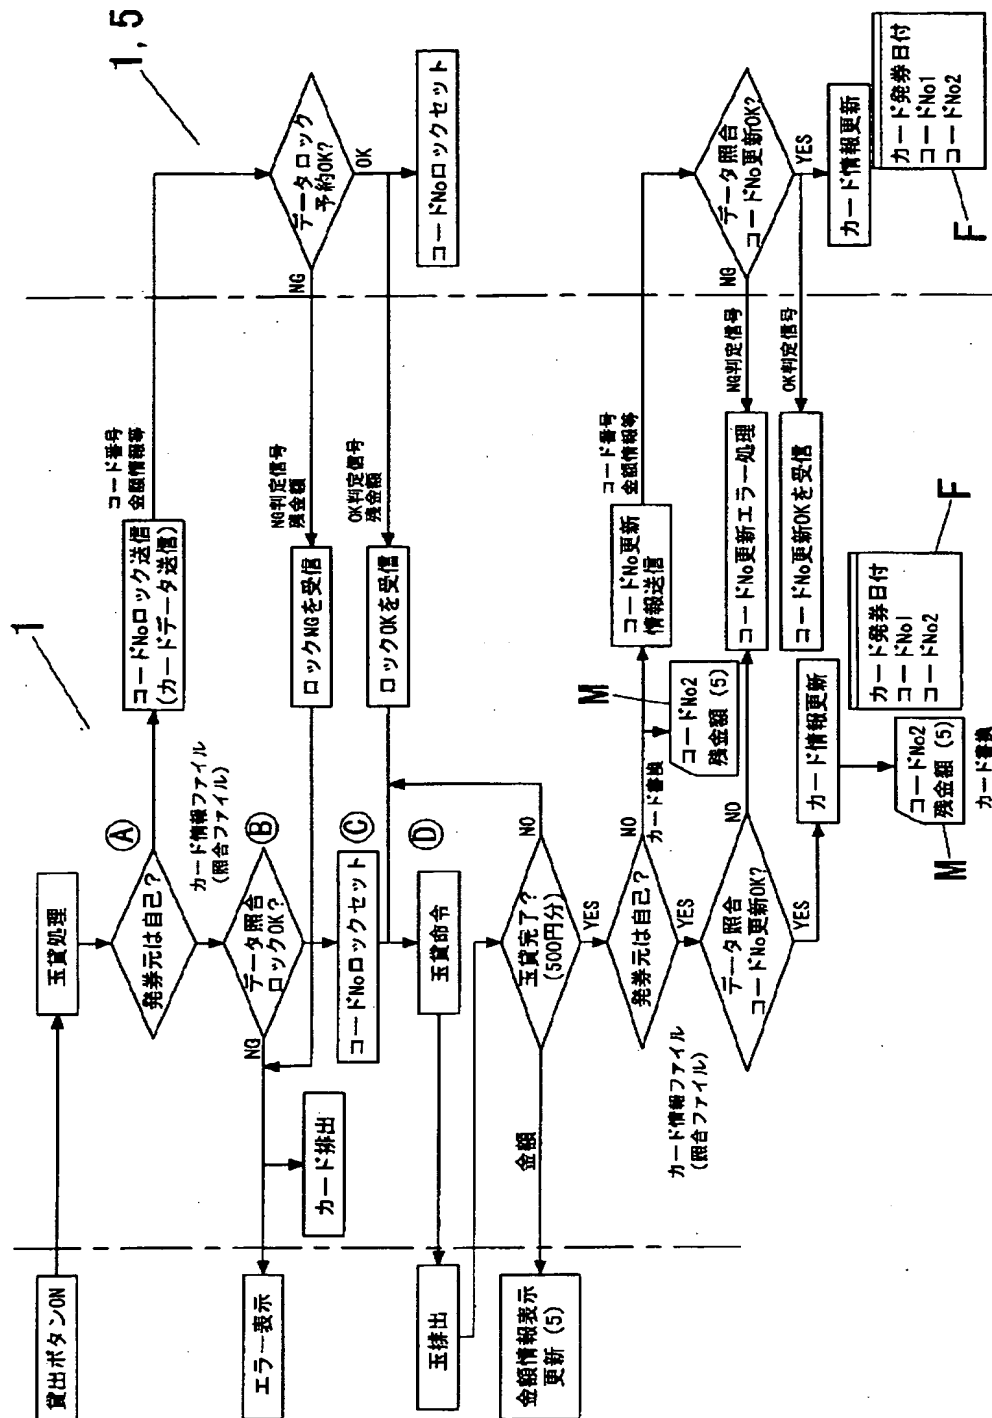 貸出ボタンON
玉貸処理
発券元は自己？
A
コードNoロック送信
(カードデータ送信)
コード番号
金額情報等
1
1, 5
データロック
予約OK?
NG
OK
コードNoロックセット
カード情報ファイル
(照合ファイル)
データ照合
ロックOK?
B
NG
エラー表示
カード排出
NG判定信号
残金額
ロックNGを受信
コードNoロックセット
C
OK判定信号
残金額
ロックOKを受信
玉貸命令
D
玉排出
玉貸完了？
(500円分)
NO
YES
金額
金額情報表示
更新 (5)
発券元は自己？
NO
YES
カード書換
コードNo2
残金額 (5)
M
コードNo更新
情報送信
コード番号
金額情報等
データ照合
コードNo更新OK?
NG
YES
カード情報更新
カード発券日付
コードNo1
コードNo2
F
カード情報ファイル
(照合ファイル)
データ照合
コードNo更新OK?
NO
YES
NG判定信号
コードNo更新エラー処理
OK判定信号
コードNo更新OKを受信
カード情報更新
カード発券日付
コードNo1
コードNo2
F
コードNo2
残金額 (5)
M
カード書換